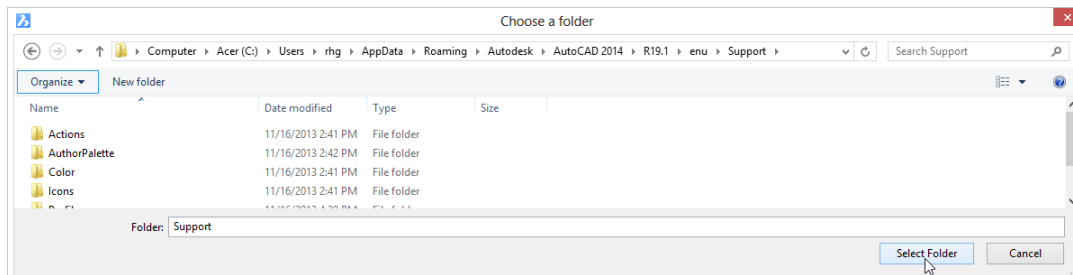 Choose a folder
Computer Acer (C:) Users rhg AppData Roaming Autodesk AutoCAD 2014 R19.1 enu Support Search Support
Organize New folder
Name Date modified Type Size
Actions 11/16/2013 2:41 PM File folder
AuthorPalette 11/16/2013 2:42 PM File folder
Color 11/16/2013 2:41 PM File folder
Icons 11/16/2013 2:41 PM File folder
Folder: Support
Select Folder Cancel